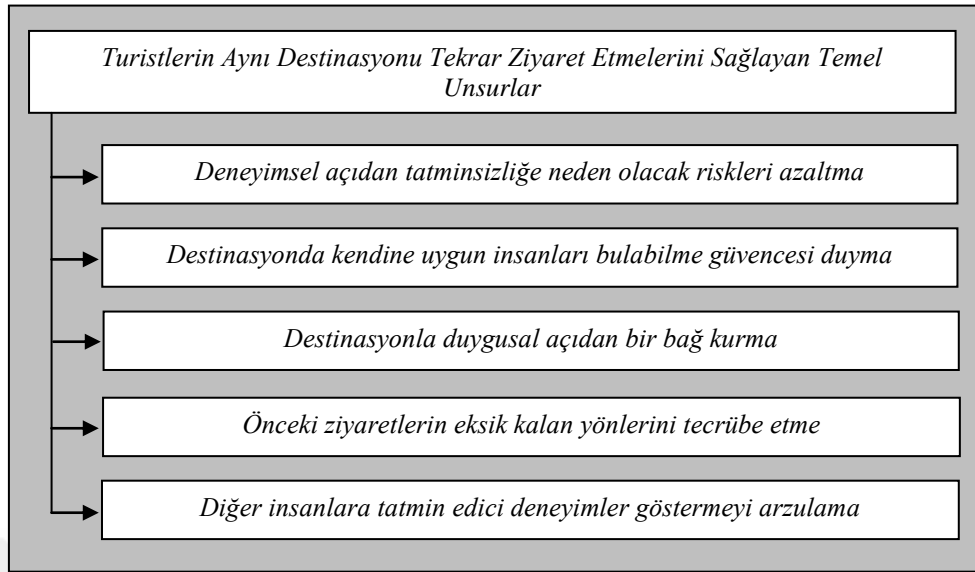 Turistlerin Aynı Destinasyonu Tekrar Ziyaret Etmelerini Sağlayan Temel
Unsurlar
Deneyimsel açıdan tatminsizliğe neden olacak riskleri azaltma
Destinasyonda kendine uygun insanları bulabilme güvencesi duyma
Destinasyonla duygusal açıdan bir bağ kurma
Önceki ziyaretlerin eksik kalan yönlerini tecrübe etme
Diğer insanlara tatmin edici deneyimler göstermeyi arzulama